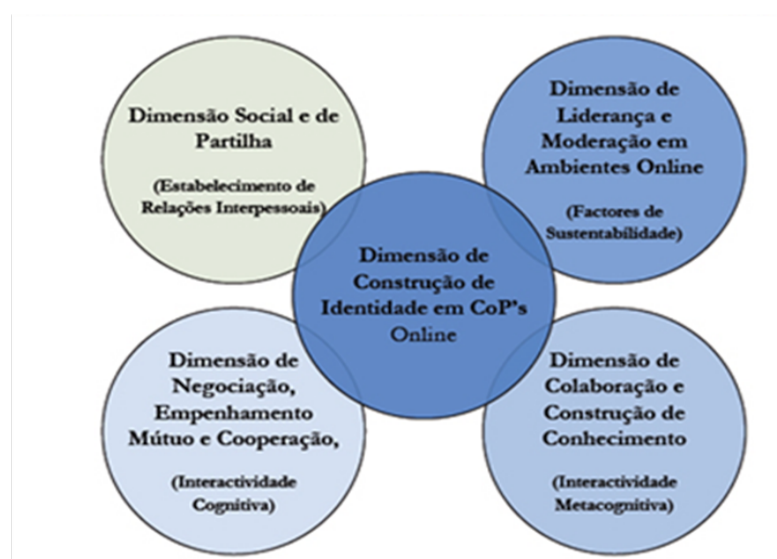 Dimensão Social e de
Partilha
(Estabelecimento de
Relações Interpessoais)
Dimensão de
Liderança e
Moderação em
Ambientes Online
(Factores de
Sustentabilidade)
Dimensão de
Construção de
Identidade em CoP's
Online
Dimensão de
Negociação,
Empenhamento
Mútuo e Cooperação,
(Interactividade
Cognitiva)
Dimensão de
Colaboração e
Construção de
Conhecimento
(Interactividade
Metacognitiva)